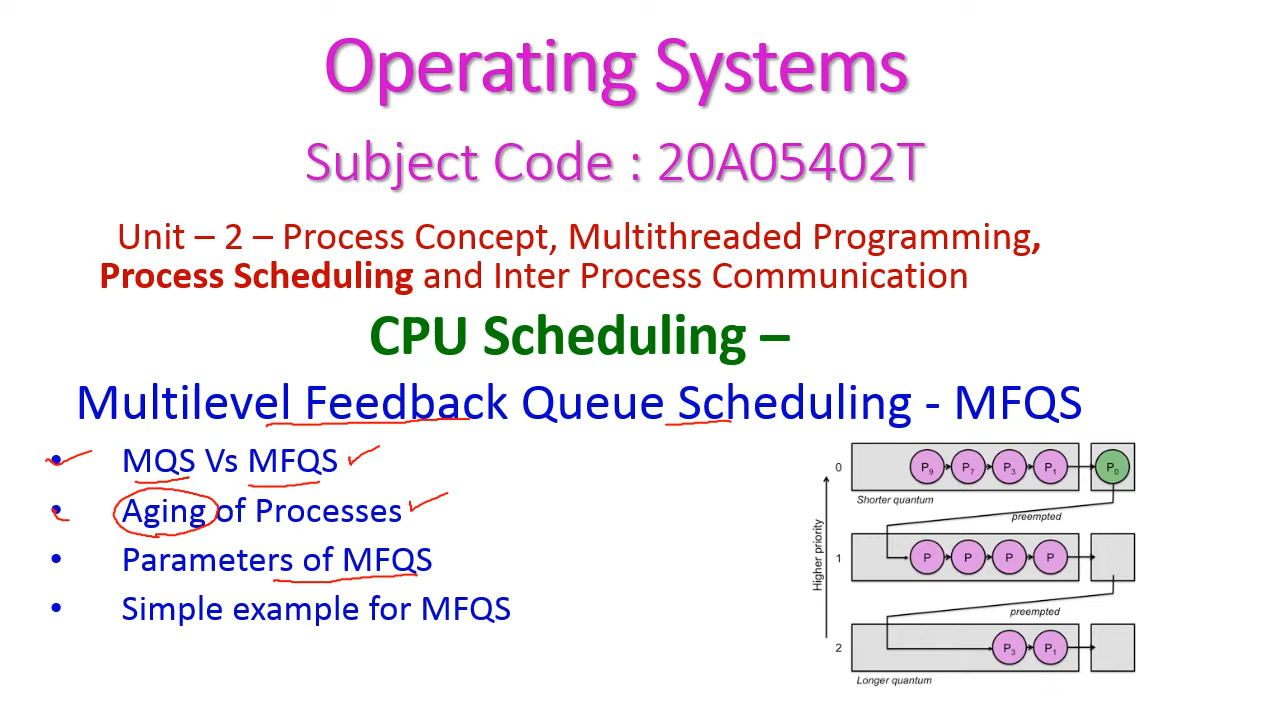 Operating Systems
Subject Code : 20A05402T
Unit – 2 – Process Concept, Multithreaded Programming,
Process Scheduling and Inter Process Communication
CPU Scheduling –
Multilevel Feedback Queue Scheduling - MFQS
• MQS Vs MFQS
• Aging of Processes
• Parameters of MFQS
• Simple example for MFQS
Higher priority
0 P9 P7 P3 P1 P0
Shorter quantum
preempted
1 P P P P
preempted
2 P3 P1
Longer quantum